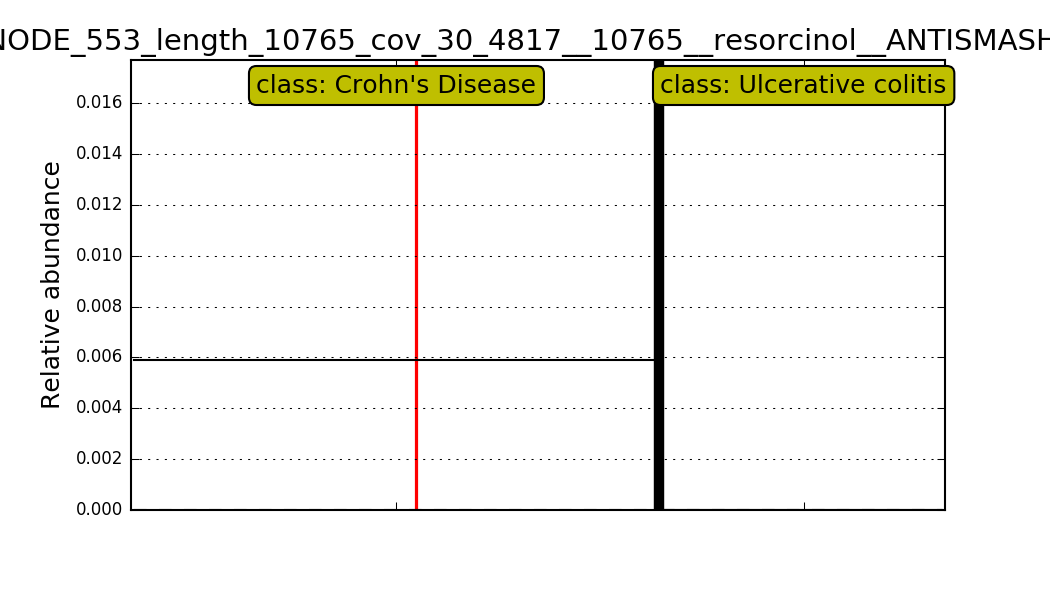 NODE_553_length_10765_cov_30_4817__10765__resorcinol__ANTISMASH
class: Crohn's Disease
class: Ulcerative colitis
Relative abundance
0.016
0.014
0.012
0.010
0.008
0.006
0.004
0.002
0.000